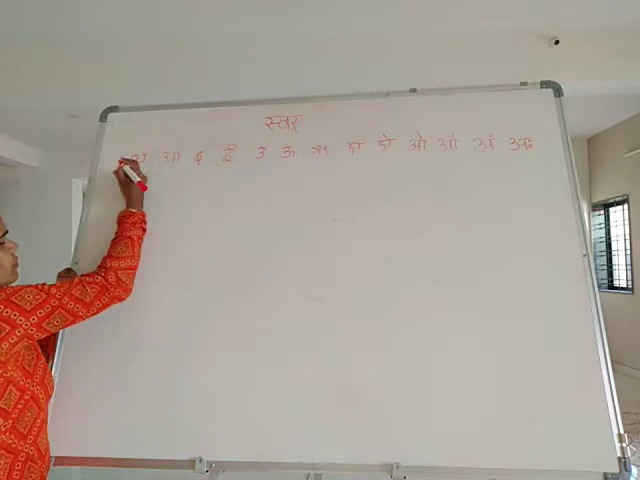 स्वर
अ आ इ ई उ ऊ ऋ ए ऐ ओ औ अं अः